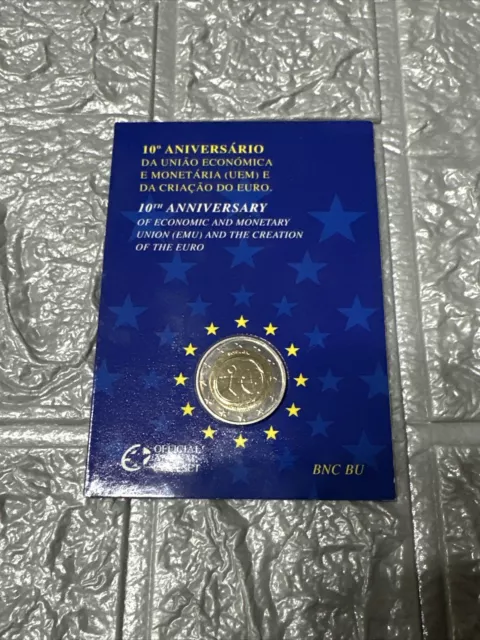 10º ANIVERSÁRIO
DA UNIÃO ECONÓMICA
E MONETÁRIA (UEM) E
DA CRIAÇÃO DO EURO.
10TH ANNIVERSARY
OF ECONOMIC AND MONETARY
UNION (EMU) AND THE CREATION
OF THE EURO
OFFICIAL
BNC BU